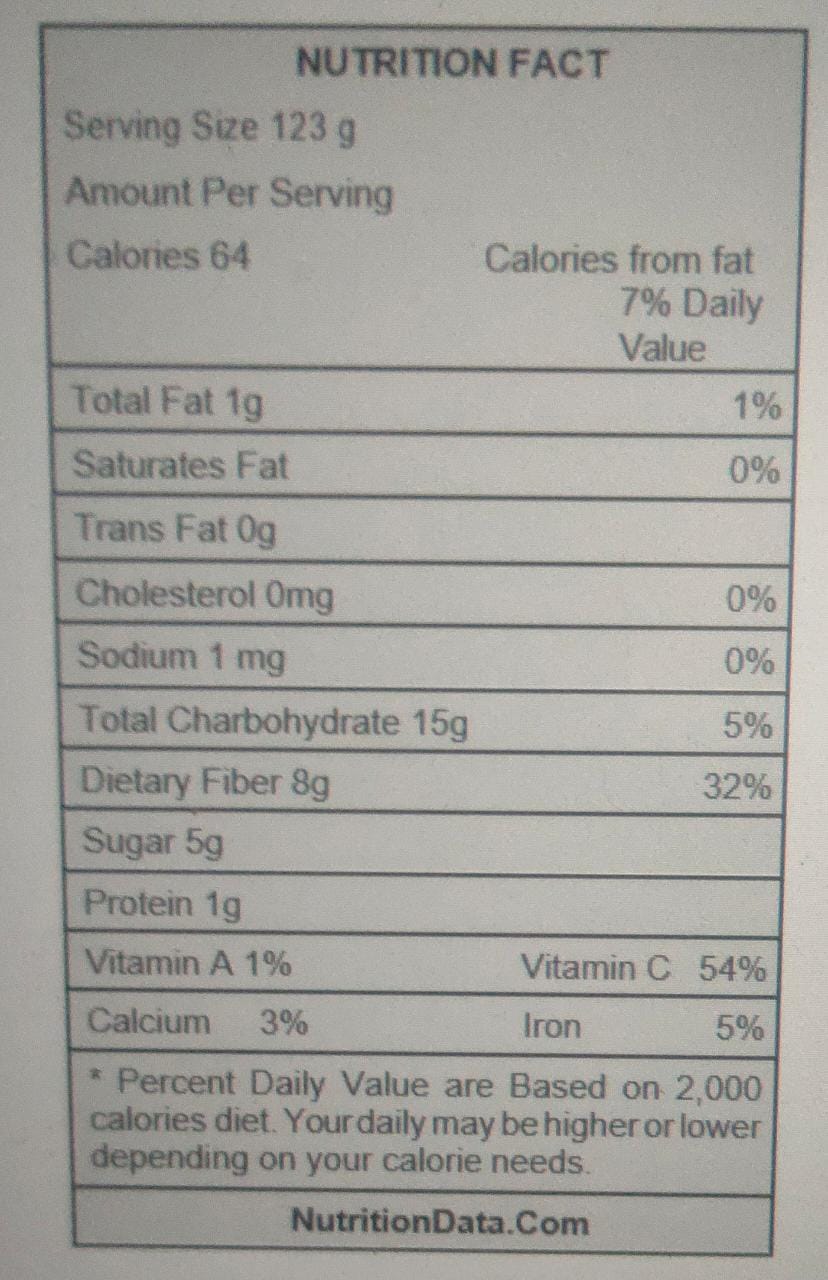 NUTRITION FACT
Serving Size 123 g
Amount Per Serving
Calories 64 Calories from fat
7% Daily
Value
Total Fat 1g 1%
Saturates Fat 0%
Trans Fat 0g
Cholesterol 0mg 0%
Sodium 1 mg 0%
Total Charbohydrate 15g 5%
Dietary Fiber 8g 32%
Sugar 5g
Protein 1g
Vitamin A 1% Vitamin C 54%
Calcium 3% Iron 5%
* Percent Daily Value are Based on 2,000
calories diet. Your daily may be higher or lower
depending on your calorie needs.
NutritionData.Com